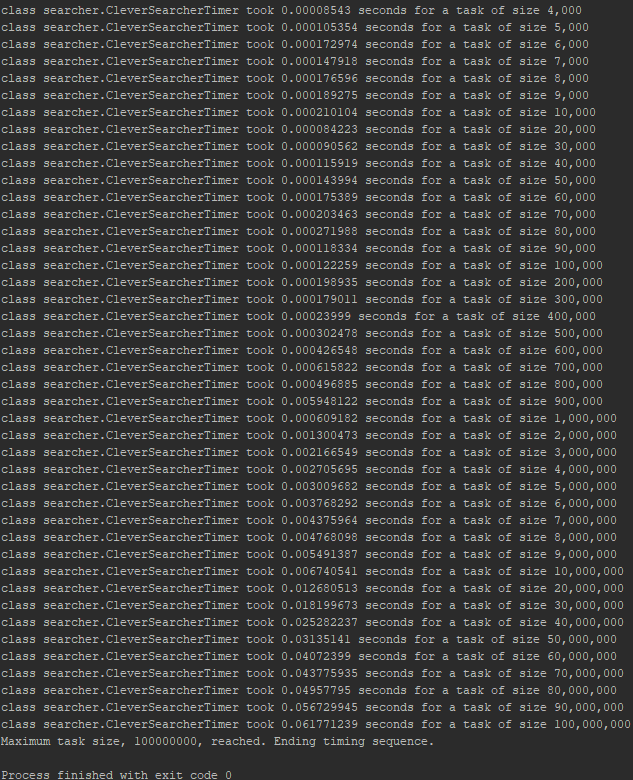 class searcher.CleverSearcherTimer took 0.00008543 seconds for a task of size 4,000
class searcher.CleverSearcherTimer took 0.000105354 seconds for a task of size 5,000
class searcher.CleverSearcherTimer took 0.000172974 seconds for a task of size 6,000
class searcher.CleverSearcherTimer took 0.000147918 seconds for a task of size 7,000
class searcher.CleverSearcherTimer took 0.000176596 seconds for a task of size 8,000
class searcher.CleverSearcherTimer took 0.000189275 seconds for a task of size 9,000
class searcher.CleverSearcherTimer took 0.000210104 seconds for a task of size 10,000
class searcher.CleverSearcherTimer took 0.000084223 seconds for a task of size 20,000
class searcher.CleverSearcherTimer took 0.000090562 seconds for a task of size 30,000
class searcher.CleverSearcherTimer took 0.000115919 seconds for a task of size 40,000
class searcher.CleverSearcherTimer took 0.000143994 seconds for a task of size 50,000
class searcher.CleverSearcherTimer took 0.000175389 seconds for a task of size 60,000
class searcher.CleverSearcherTimer took 0.000203463 seconds for a task of size 70,000
class searcher.CleverSearcherTimer took 0.000271988 seconds for a task of size 80,000
class searcher.CleverSearcherTimer took 0.000118334 seconds for a task of size 90,000
class searcher.CleverSearcherTimer took 0.000122259 seconds for a task of size 100,000
class searcher.CleverSearcherTimer took 0.000198935 seconds for a task of size 200,000
class searcher.CleverSearcherTimer took 0.000179011 seconds for a task of size 300,000
class searcher.CleverSearcherTimer took 0.00023999 seconds for a task of size 400,000
class searcher.CleverSearcherTimer took 0.000302478 seconds for a task of size 500,000
class searcher.CleverSearcherTimer took 0.000426548 seconds for a task of size 600,000
class searcher.CleverSearcherTimer took 0.000615822 seconds for a task of size 700,000
class searcher.CleverSearcherTimer took 0.000496885 seconds for a task of size 800,000
class searcher.CleverSearcherTimer took 0.005948122 seconds for a task of size 900,000
class searcher.CleverSearcherTimer took 0.000609182 seconds for a task of size 1,000,000
class searcher.CleverSearcherTimer took 0.001300473 seconds for a task of size 2,000,000
class searcher.CleverSearcherTimer took 0.002166549 seconds for a task of size 3,000,000
class searcher.CleverSearcherTimer took 0.002705695 seconds for a task of size 4,000,000
class searcher.CleverSearcherTimer took 0.003009682 seconds for a task of size 5,000,000
class searcher.CleverSearcherTimer took 0.003768292 seconds for a task of size 6,000,000
class searcher.CleverSearcherTimer took 0.004375964 seconds for a task of size 7,000,000
class searcher.CleverSearcherTimer took 0.004768098 seconds for a task of size 8,000,000
class searcher.CleverSearcherTimer took 0.005491387 seconds for a task of size 9,000,000
class searcher.CleverSearcherTimer took 0.006740541 seconds for a task of size 10,000,000
class searcher.CleverSearcherTimer took 0.012680513 seconds for a task of size 20,000,000
class searcher.CleverSearcherTimer took 0.018199673 seconds for a task of size 30,000,000
class searcher.CleverSearcherTimer took 0.025282237 seconds for a task of size 40,000,000
class searcher.CleverSearcherTimer took 0.03135141 seconds for a task of size 50,000,000
class searcher.CleverSearcherTimer took 0.04072399 seconds for a task of size 60,000,000
class searcher.CleverSearcherTimer took 0.043775935 seconds for a task of size 70,000,000
class searcher.CleverSearcherTimer took 0.04957795 seconds for a task of size 80,000,000
class searcher.CleverSearcherTimer took 0.056729945 seconds for a task of size 90,000,000
class searcher.CleverSearcherTimer took 0.061771239 seconds for a task of size 100,000,000
Maximum task size, 100000000, reached. Ending timing sequence.
Process finished with exit code 0